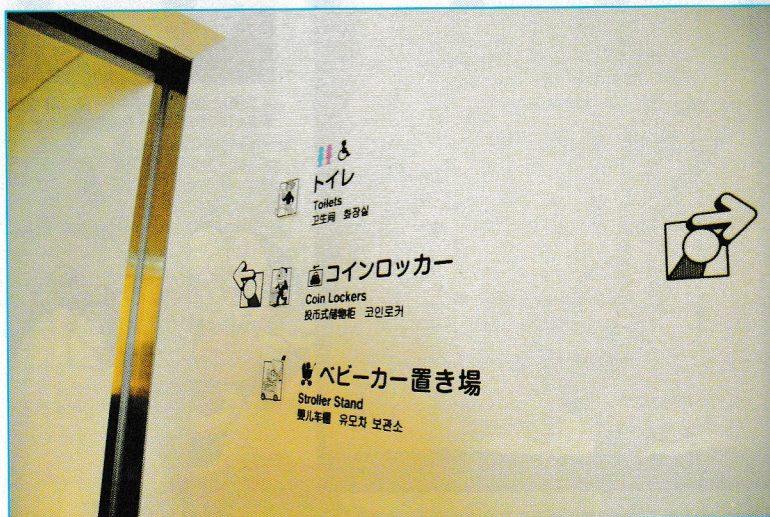 トイレ
Toilets
卫生间 화장실
コインロッカー
Coin Lockers
投币式储物柜 코인로커
ベビーカー置き場
Stroller Stand
婴儿车棚 유모차 보관소